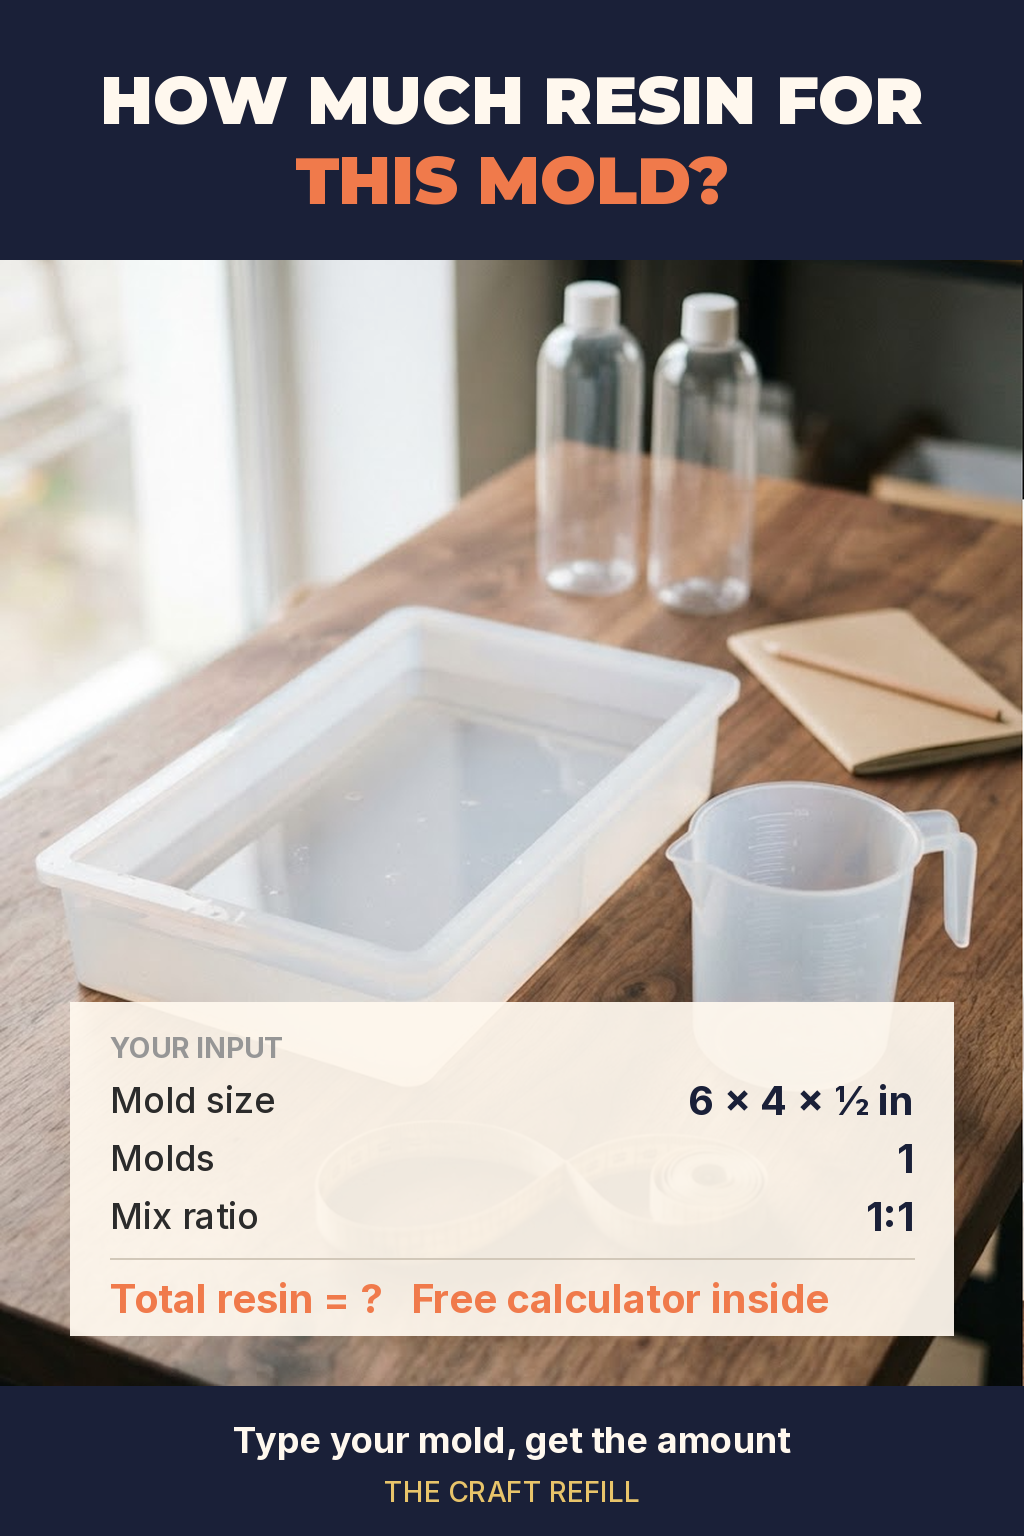 HOW MUCH RESIN FOR
THIS MOLD?
YOUR INPUT
Mold size 6 × 4 × ½ in
Molds 1
Mix ratio 1:1
Total resin = ? Free calculator inside
Type your mold, get the amount
THE CRAFT REFILL